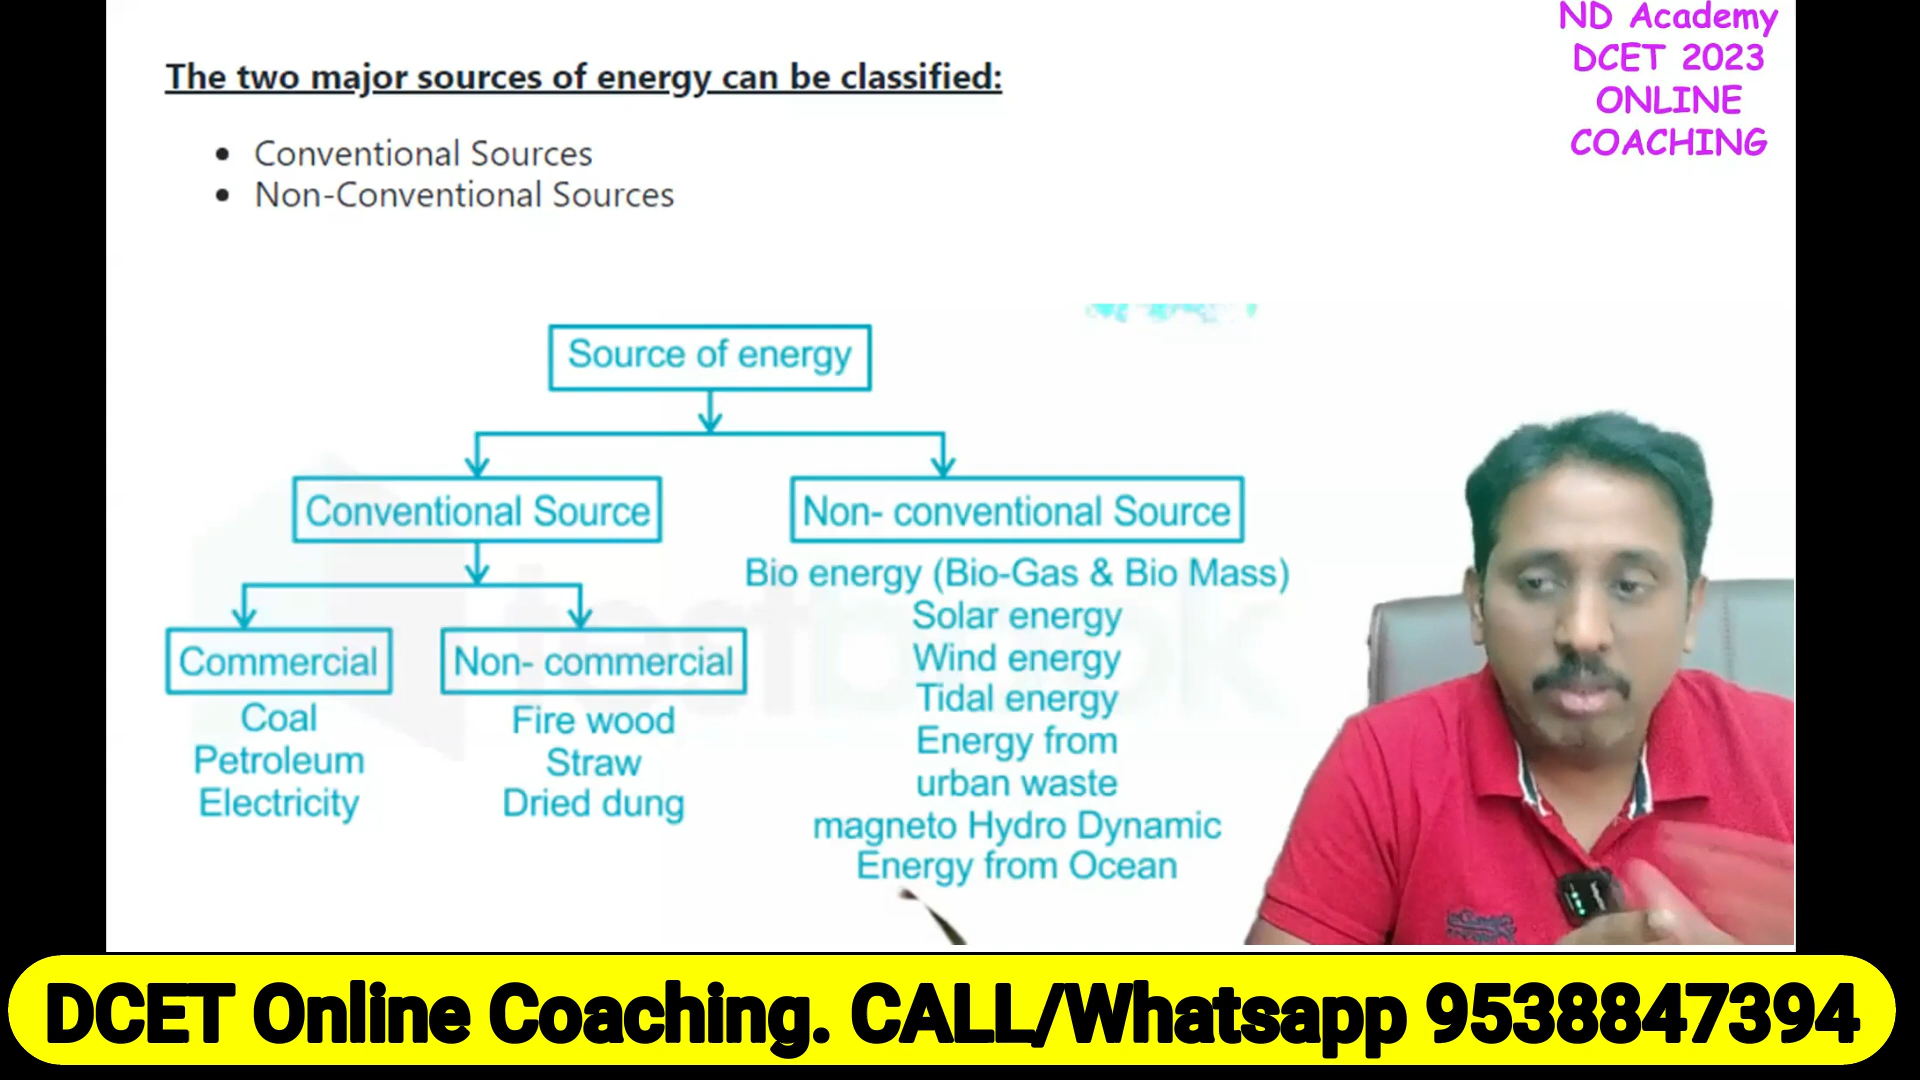 ND Academy
DCET 2023
ONLINE
COACHING
The two major sources of energy can be classified:
Conventional Sources
Non-Conventional Sources
Source of energy
Conventional Source
Non- conventional Source
Commercial
Coal
Petroleum
Electricity
Non- commercial
Fire wood
Straw
Dried dung
Bio energy (Bio-Gas & Bio Mass)
Solar energy
Wind energy
Tidal energy
Energy from
urban waste
magneto Hydro Dynamic
Energy from Ocean
testbook
DCET Online Coaching. CALL/Whatsapp 9538847394